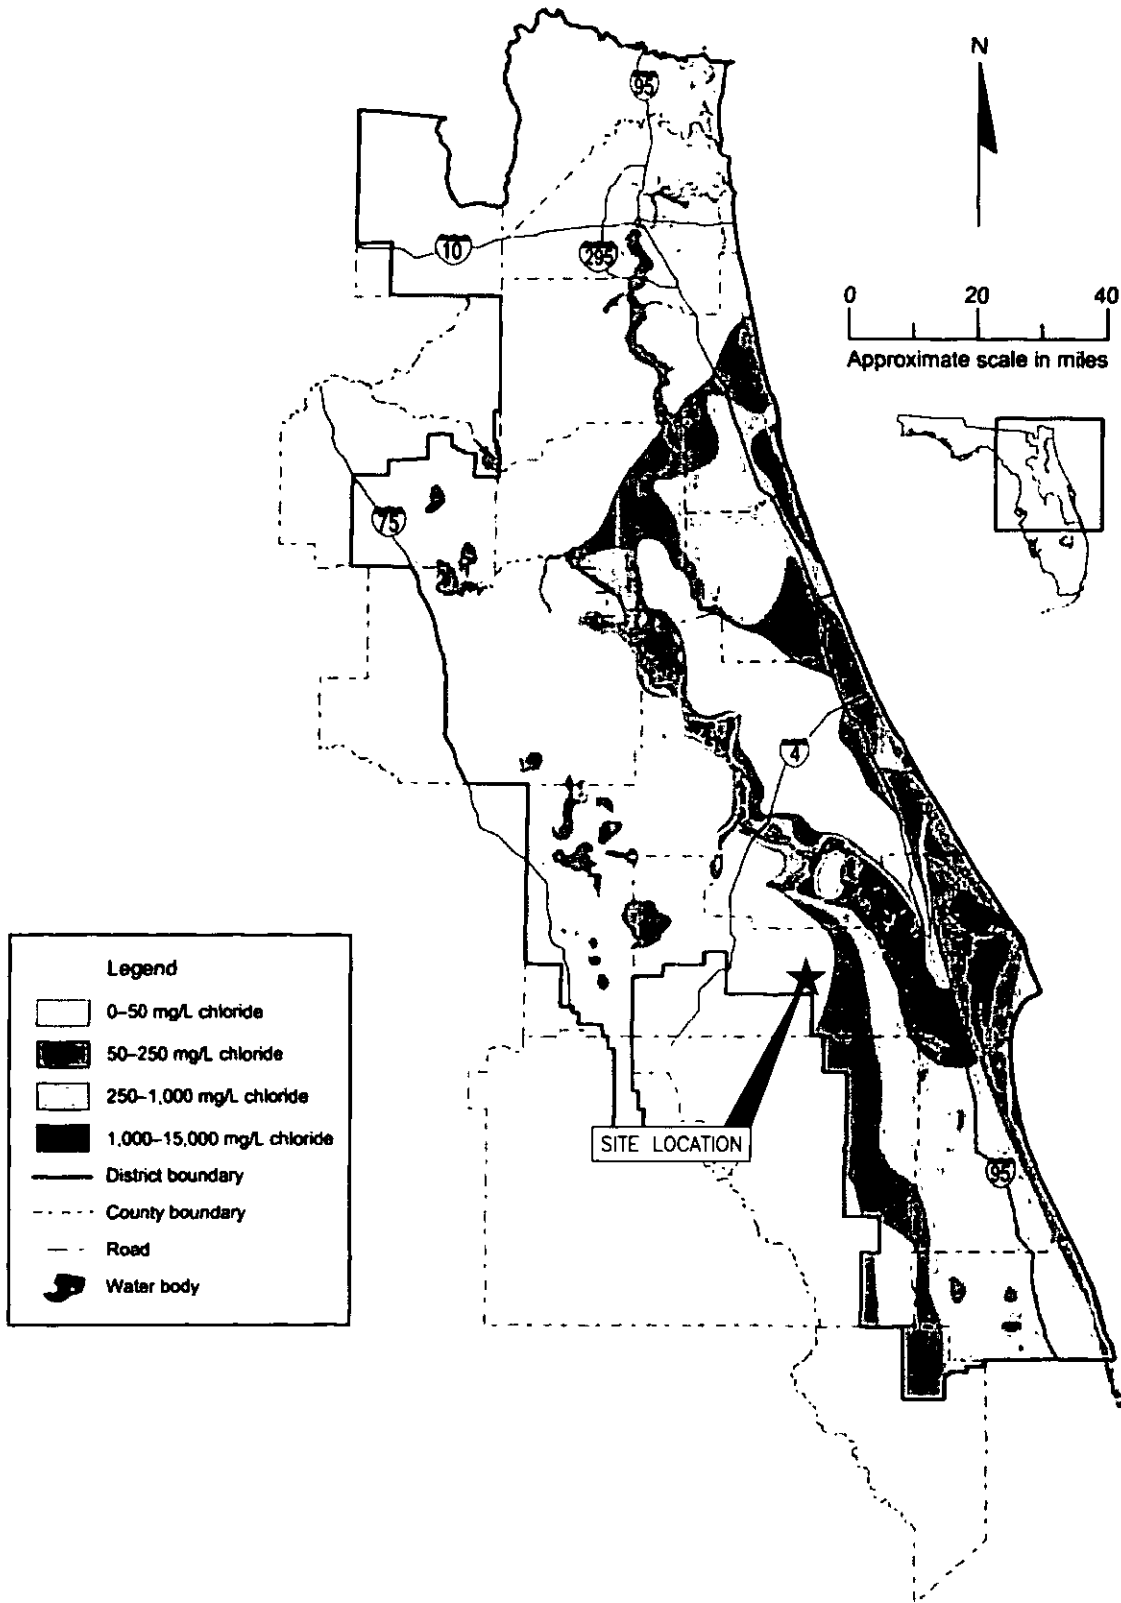 N
95
10
295
0 20 40
Approximate scale in miles
75
4
Legend
0–50 mg/L chloride
50–250 mg/L chloride
250–1,000 mg/L chloride
1,000–15,000 mg/L chloride
District boundary
County boundary
Road
Water body
SITE LOCATION
95